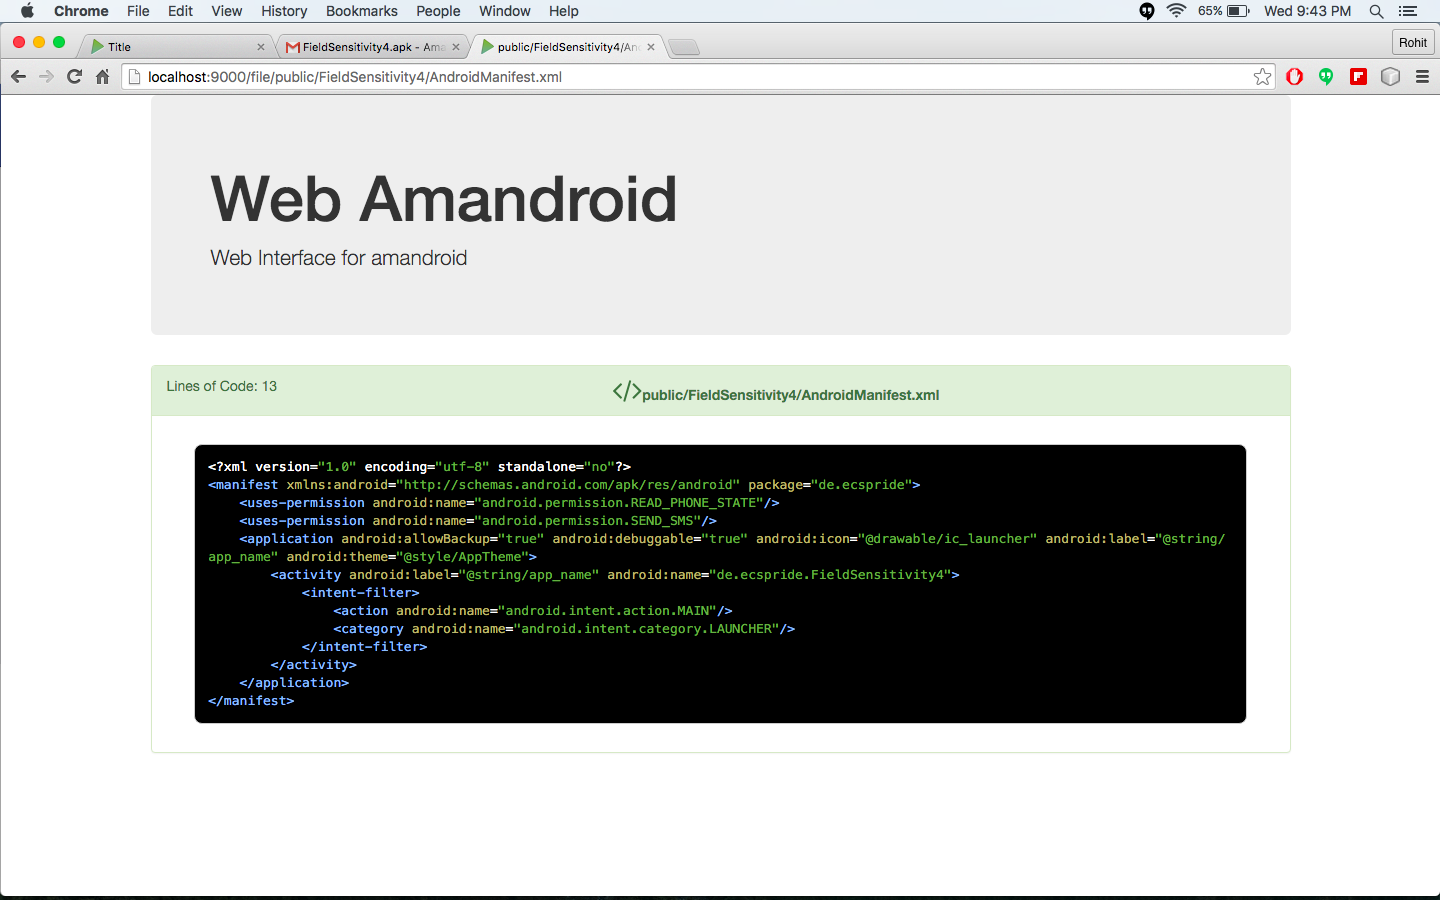 Chrome File Edit View History Bookmarks People Window Help 65% Wed 9:43 PM
Title FieldSensitivity4.apk - Ama public/FieldSensitivity4/An Rohit
localhost:9000/file/public/FieldSensitivity4/AndroidManifest.xml
Web Amandroid
Web Interface for amandroid
Lines of Code: 13 </>public/FieldSensitivity4/AndroidManifest.xml
<?xml version="1.0" encoding="utf-8" standalone="no"?>
<manifest xmlns:android="http://schemas.android.com/apk/res/android" package="de.ecspride">
    <uses-permission android:name="android.permission.READ_PHONE_STATE"/>
    <uses-permission android:name="android.permission.SEND_SMS"/>
    <application android:allowBackup="true" android:debuggable="true" android:icon="@drawable/ic_launcher" android:label="@string/
app_name" android:theme="@style/AppTheme">
        <activity android:label="@string/app_name" android:name="de.ecspride.FieldSensitivity4">
            <intent-filter>
                <action android:name="android.intent.action.MAIN"/>
                <category android:name="android.intent.category.LAUNCHER"/>
            </intent-filter>
        </activity>
    </application>
</manifest>